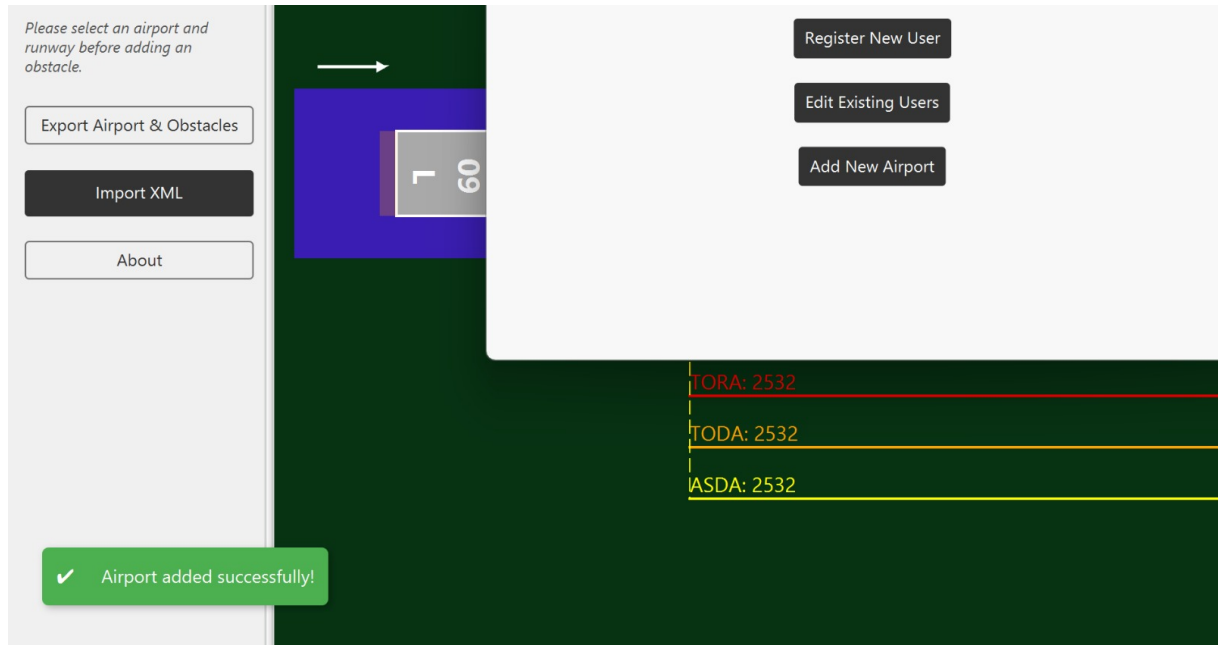 Please select an airport and
runway before adding an
obstacle.
Export Airport & Obstacles
Import XML
About
L
09
Register New User
Edit Existing Users
Add New Airport
TORA: 2532
TODA: 2532
ASDA: 2532
✔ Airport added successfully!